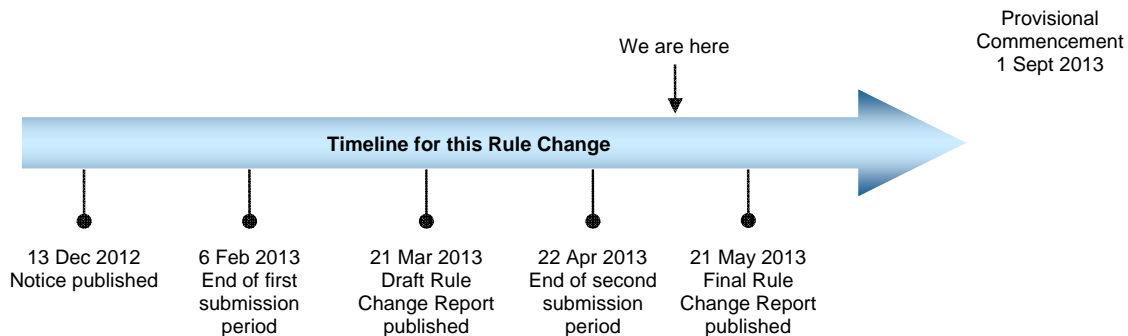 Provisional
Commencement
1 Sept 2013
We are here
Timeline for this Rule Change
13 Dec 2012
Notice published
6 Feb 2013
End of first
submission
period
21 Mar 2013
Draft Rule
Change Report
published
22 Apr 2013
End of second
submission
period
21 May 2013
Final Rule
Change Report
published